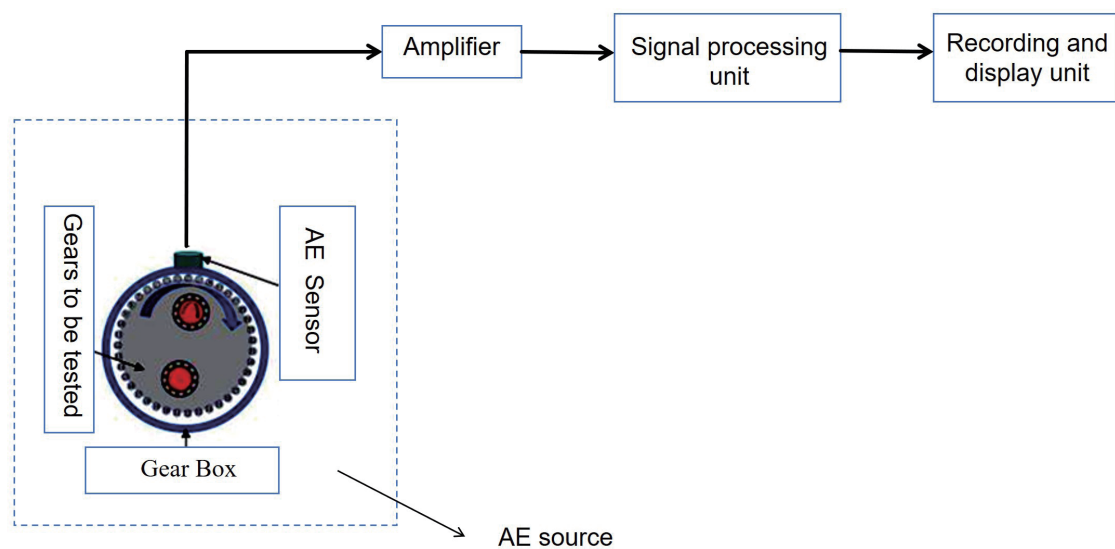 Amplifier
Signal processing
unit
Recording and
display unit
Gears to be tested
AE Sensor
Gear Box
AE source